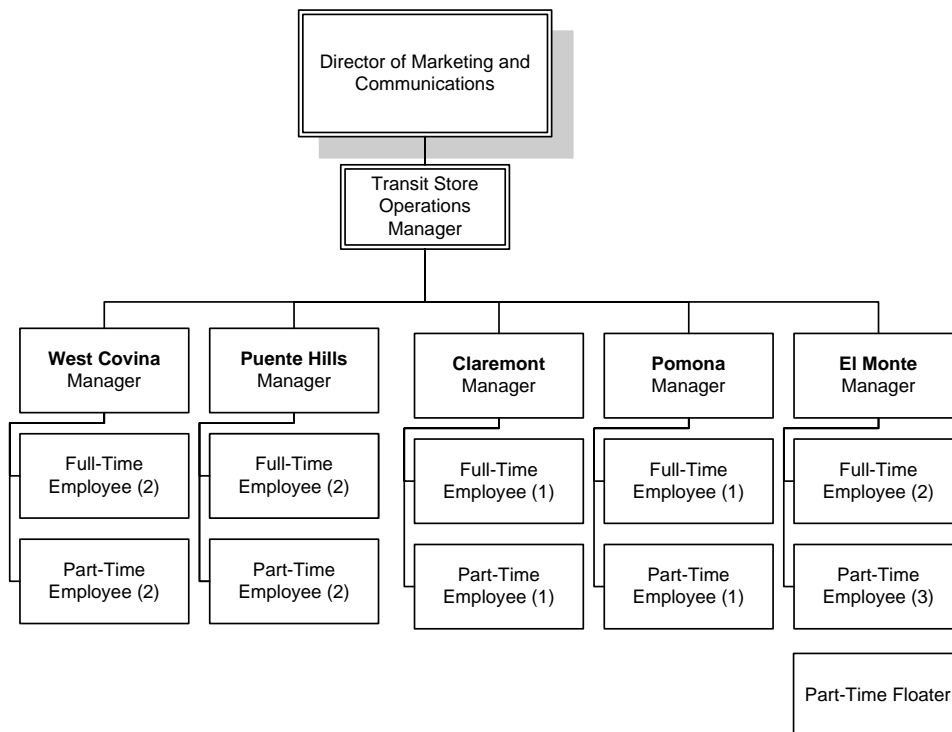 Director of Marketing and
Communications
Transit Store
Operations
Manager
West Covina
Manager
Full-Time
Employee (2)
Part-Time
Employee (2)
Puente Hills
Manager
Full-Time
Employee (2)
Part-Time
Employee (2)
Claremont
Manager
Full-Time
Employee (1)
Part-Time
Employee (1)
Pomona
Manager
Full-Time
Employee (1)
Part-Time
Employee (1)
El Monte
Manager
Full-Time
Employee (2)
Part-Time
Employee (3)
Part-Time Floater